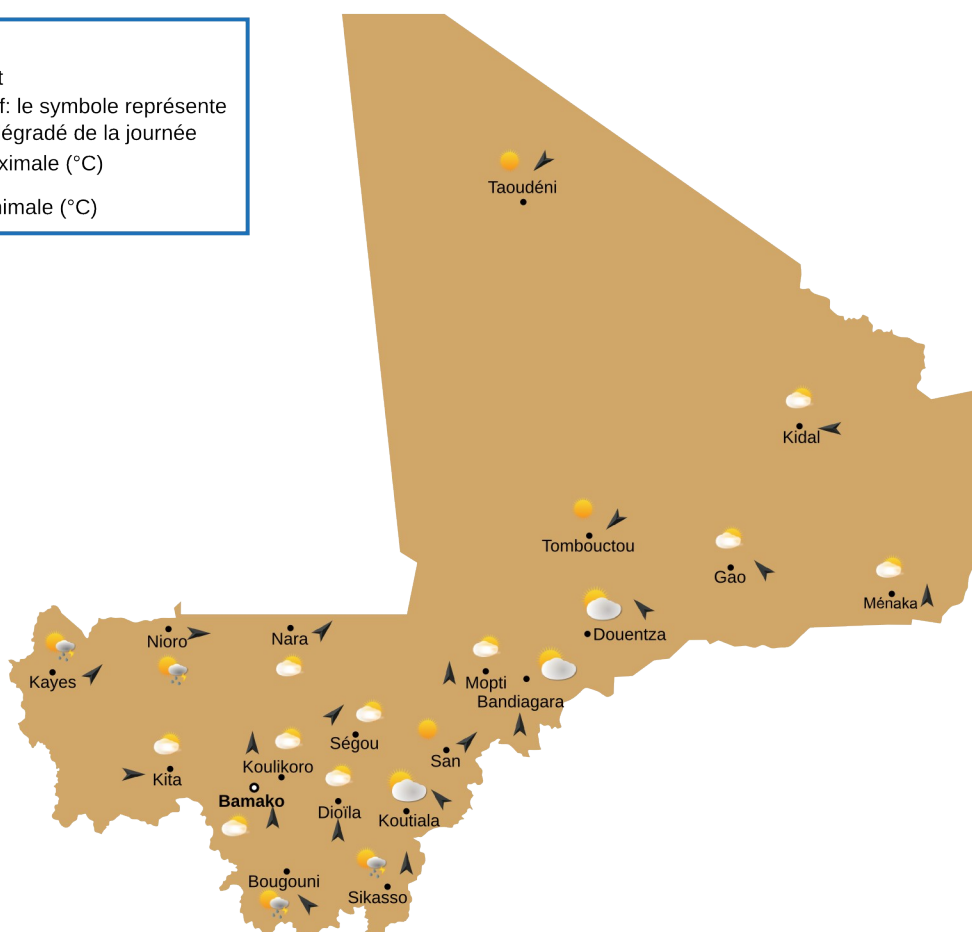 t
f: le symbole représente
égradé de la journée
ximale (°C)
nimale (°C)
Taoudéni
Kidal
Tombouctou
Gao
Ménaka
Douentza
Nioro
Nara
Kayes
Mopti
Bandiagara
Ségou
San
Koulikoro
Kita
Bamako
Dioïla
Koutiala
Bougouni
Sikasso